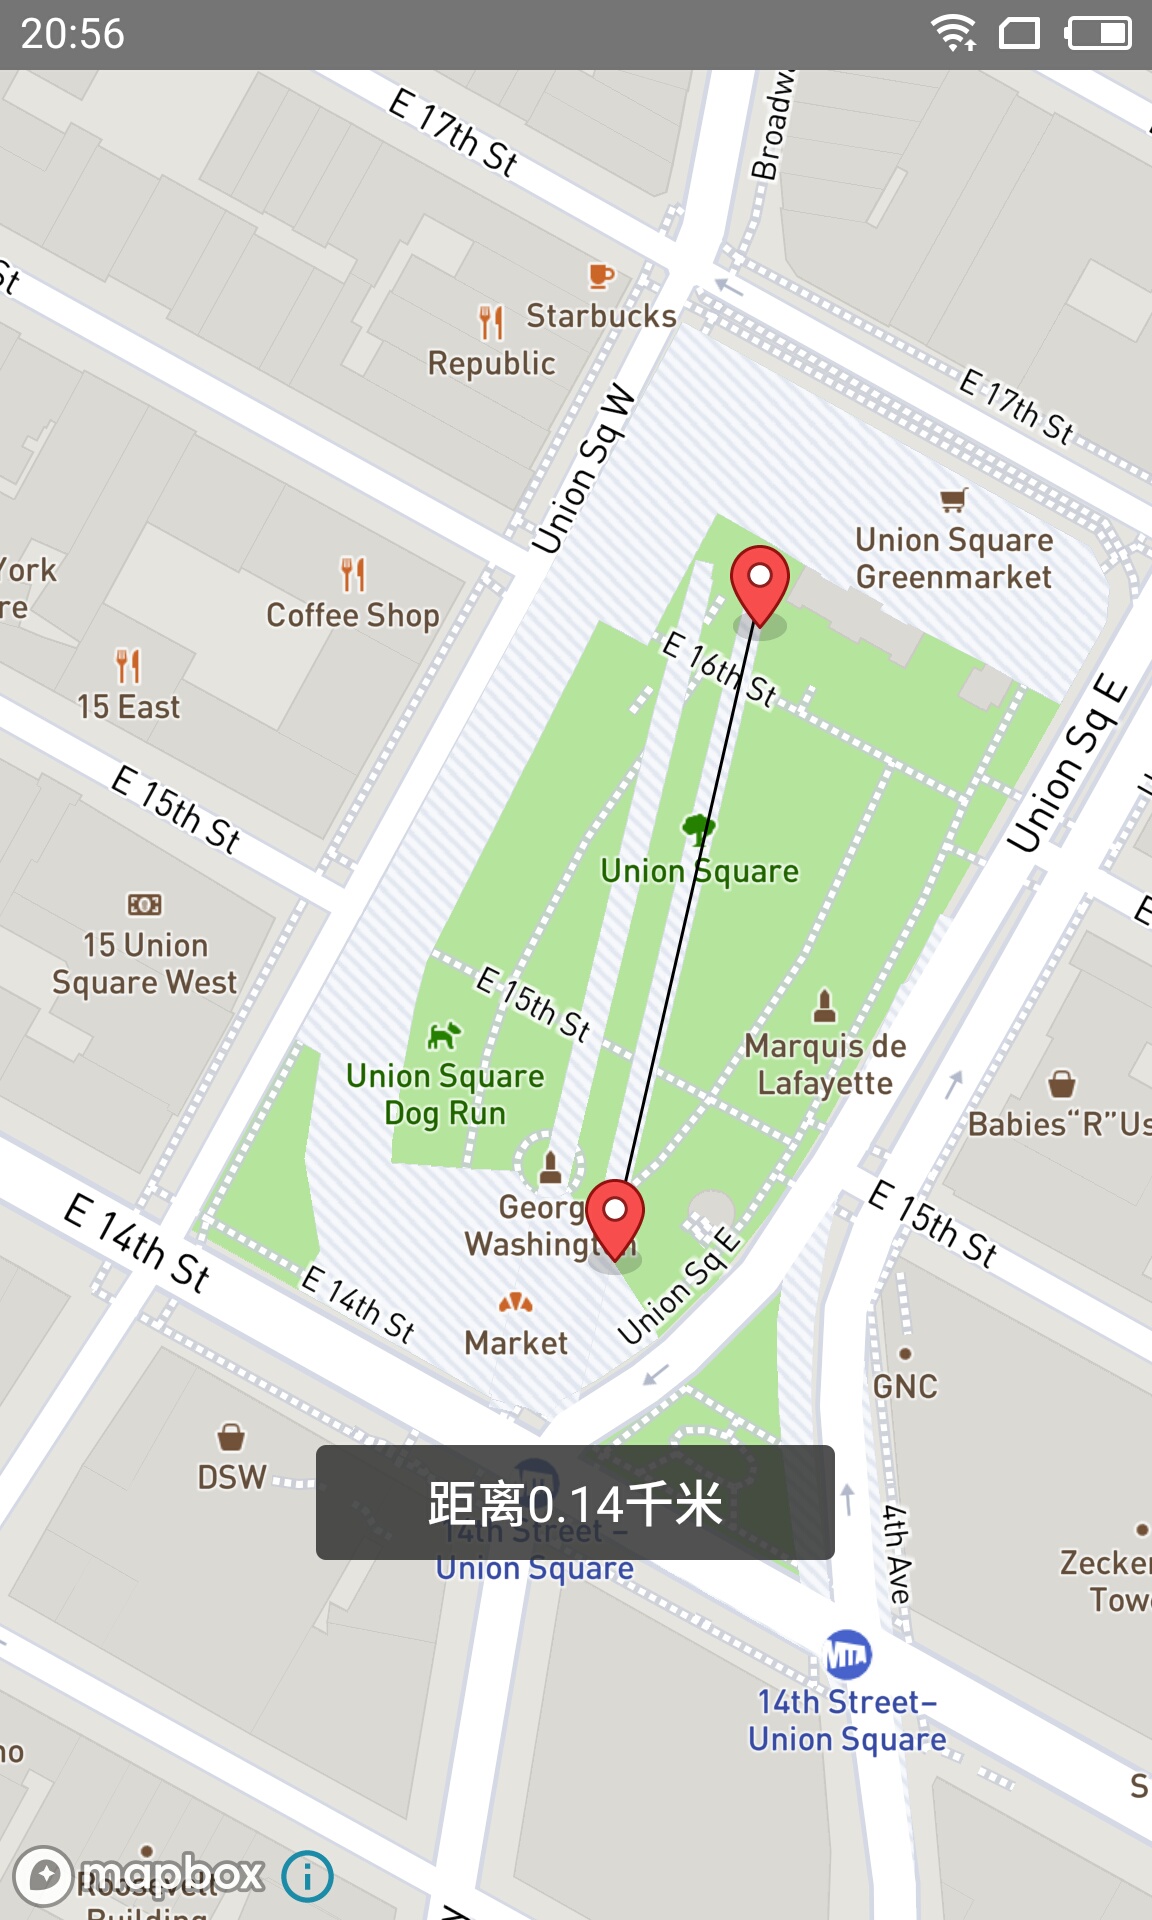 20:56
E 17th St
Broadw
St
Starbucks
Republic
E 17th St
Union Sq W
Union Square
Greenmarket
York
re
Coffee Shop
E 16th St
15 East
Union Sq E
E 15th St
Union Square
15 Union
Square West
E 15th St
Marquis de
Lafayette
Union Square
Dog Run
Babies“R”Us
E 14th St
Georg
Washington
E 15th St
Union Sq E
E 14th St
Market
GNC
DSW
距离0.14千米
14th Street –
Union Square
4th Ave
Zecker
Tow
MTA
14th Street–
Union Square
no
S
mapbox
Roosevelt
Building